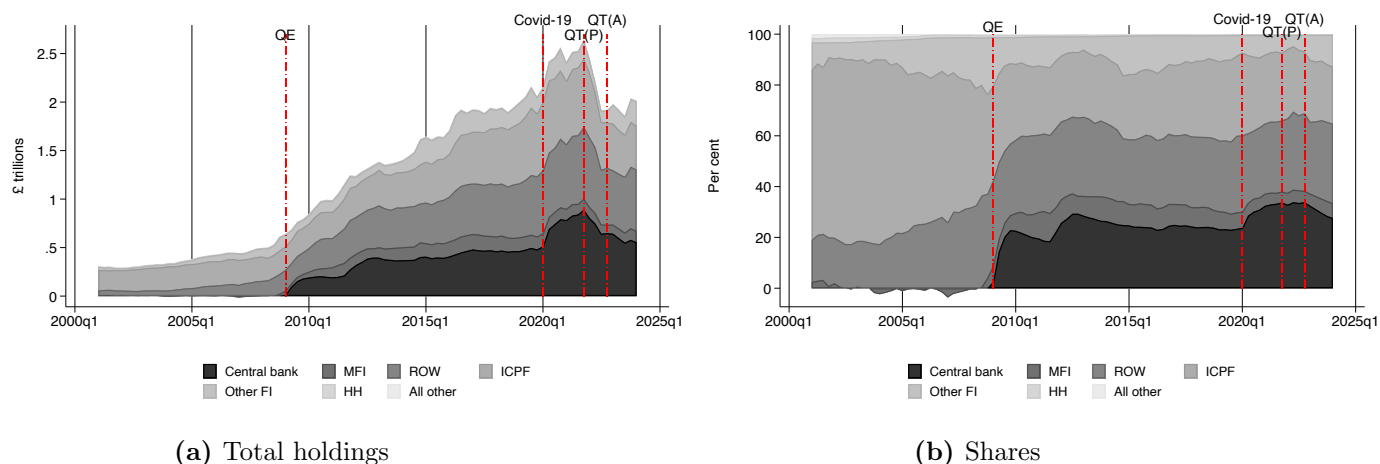 Covid-19 QT(A)
QE QT(P)
2.5
2
1.5
1
.5
0
£ trillions
2000q1 2005q1 2010q1 2015q1 2020q1 2025q1
Central bank MFI ROW ICPF
Other FI HH All other
(a) Total holdings
Covid-19 QT(A)
QE QT(P)
100
80
60
40
20
0
Per cent
2000q1 2005q1 2010q1 2015q1 2020q1 2025q1
Central bank MFI ROW ICPF
Other FI HH All other
(b) Shares